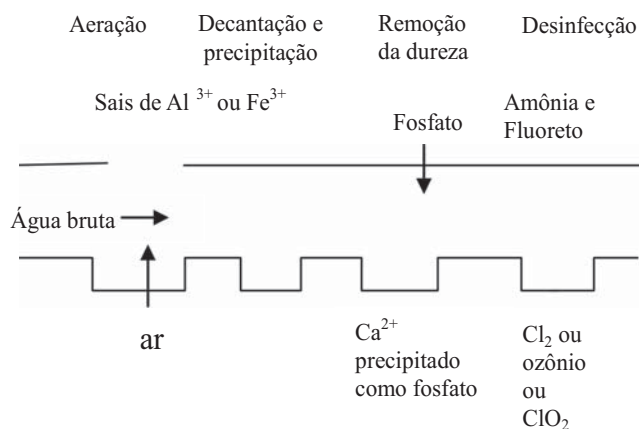 Aeração
Decantação e
precipitação
Remoção
da dureza
Desinfecção
Sais de Al 3+ ou Fe3+
Fosfato
Amônia e
Fluoreto
Água bruta
ar
Ca2+
precipitado
como fosfato
Cl2 ou
ozônio
ou
ClO2